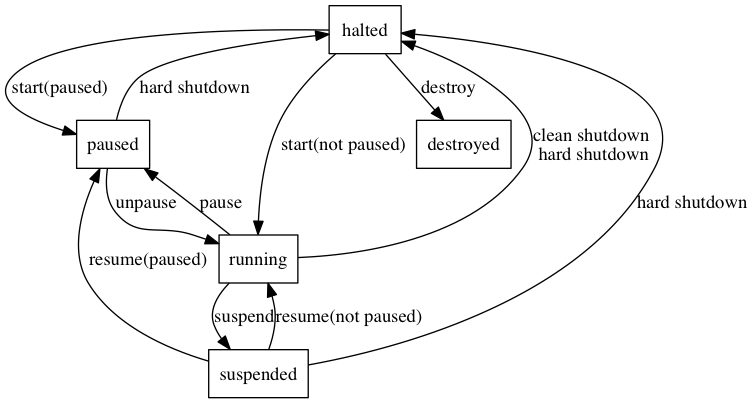 halted
start(paused)
hard shutdown
destroy
paused
start(not paused)
destroyed
clean shutdown
hard shutdown
unpause
pause
hard shutdown
resume(paused)
running
suspend
resume(not paused)
suspended